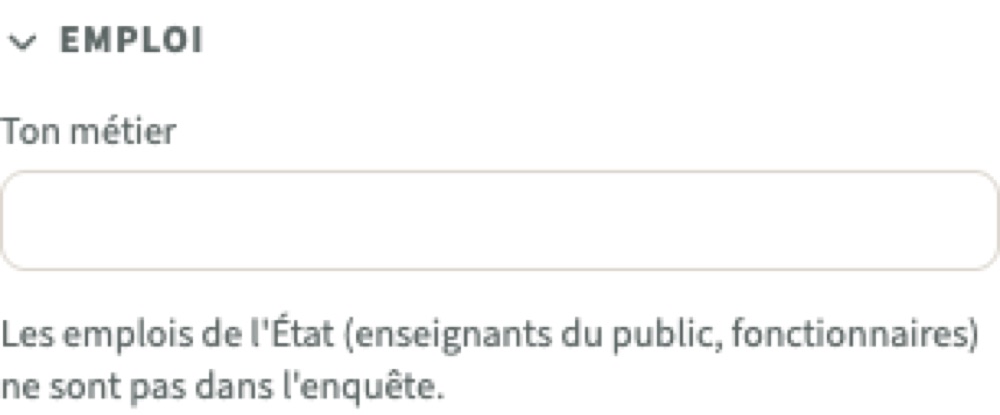 EMPLOI
Ton métier
Les emplois de l'État (enseignants du public, fonctionnaires)
ne sont pas dans l'enquête.